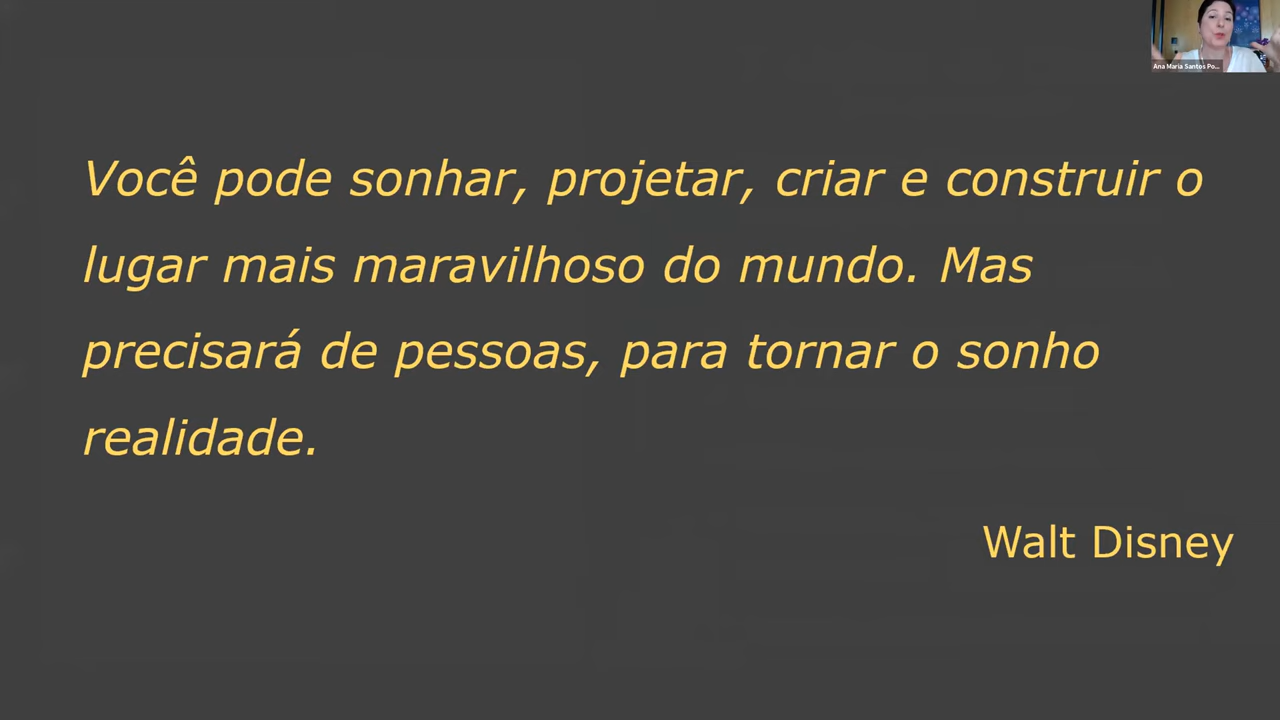 Ana Maria Santos Po...
Você pode sonhar, projetar, criar e construir o
lugar mais maravilhoso do mundo. Mas
precisará de pessoas, para tornar o sonho
realidade.
Walt Disney